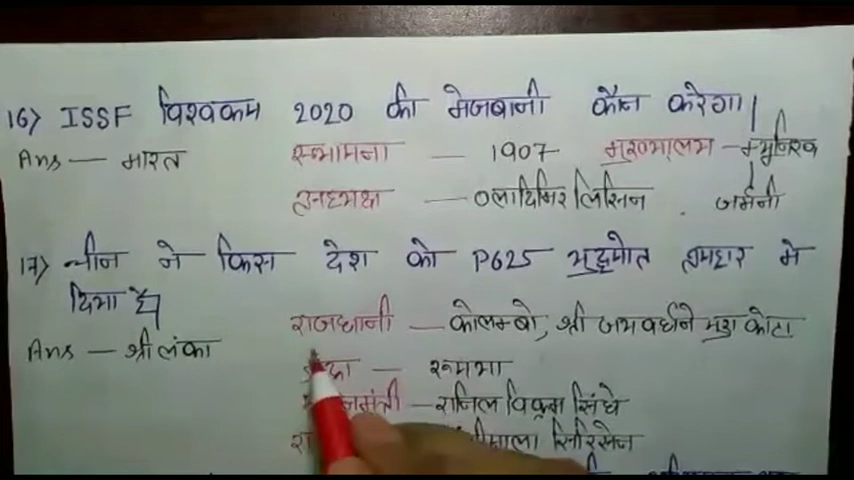 16) ISSF विश्वकप 2020 की मेजबानी कौन करेगा।
Ans — भारत स्थापना — 1907 मुख्यालय — म्युनिख
अध्यक्ष — व्लादिमिर लिसिन जर्मनी
17) चीन ने किस देश को P625 युद्धपोत उपहार मे
दिया है।
राजधानी — कोलम्बो, श्री जयवर्धने पुरा कोटा
Ans — श्रीलंका
— रूपया
— रानिल विक्रम सिंघे
सिरिसेन